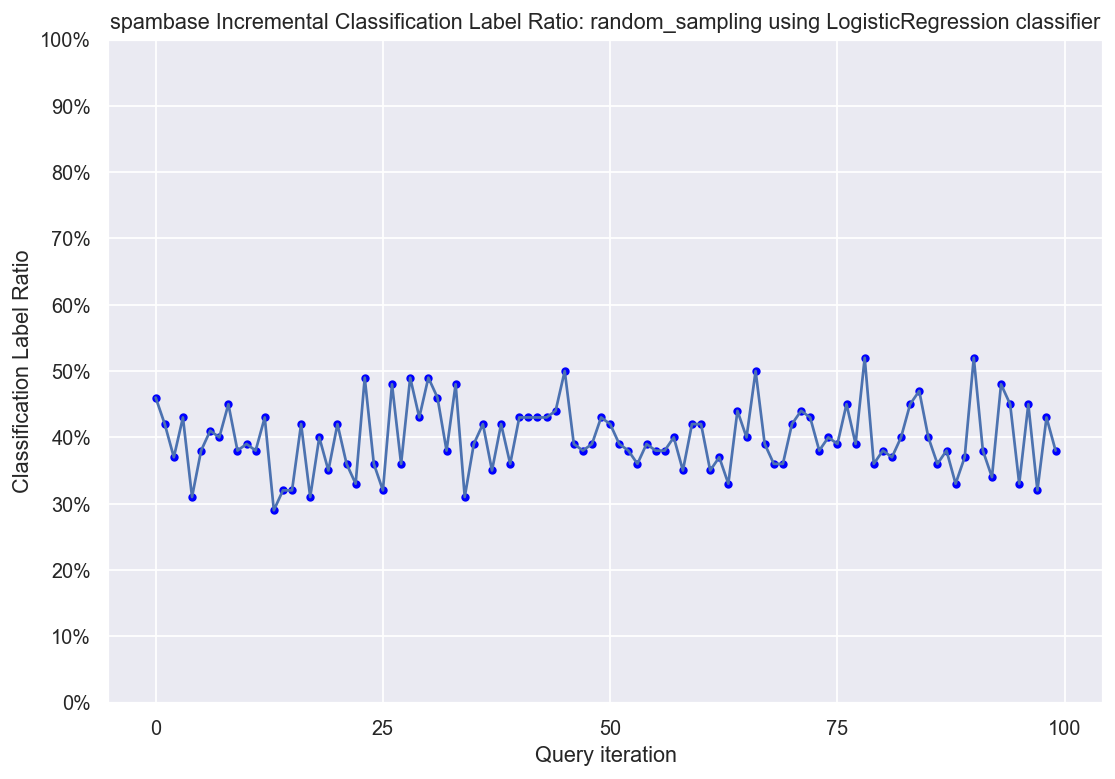 spambase Incremental Classification Label Ratio: random_sampling using LogisticRegression classifier
100%
90%
80%
70%
60%
50%
40%
30%
20%
10%
0%
Classification Label Ratio
0 25 50 75 100
Query iteration